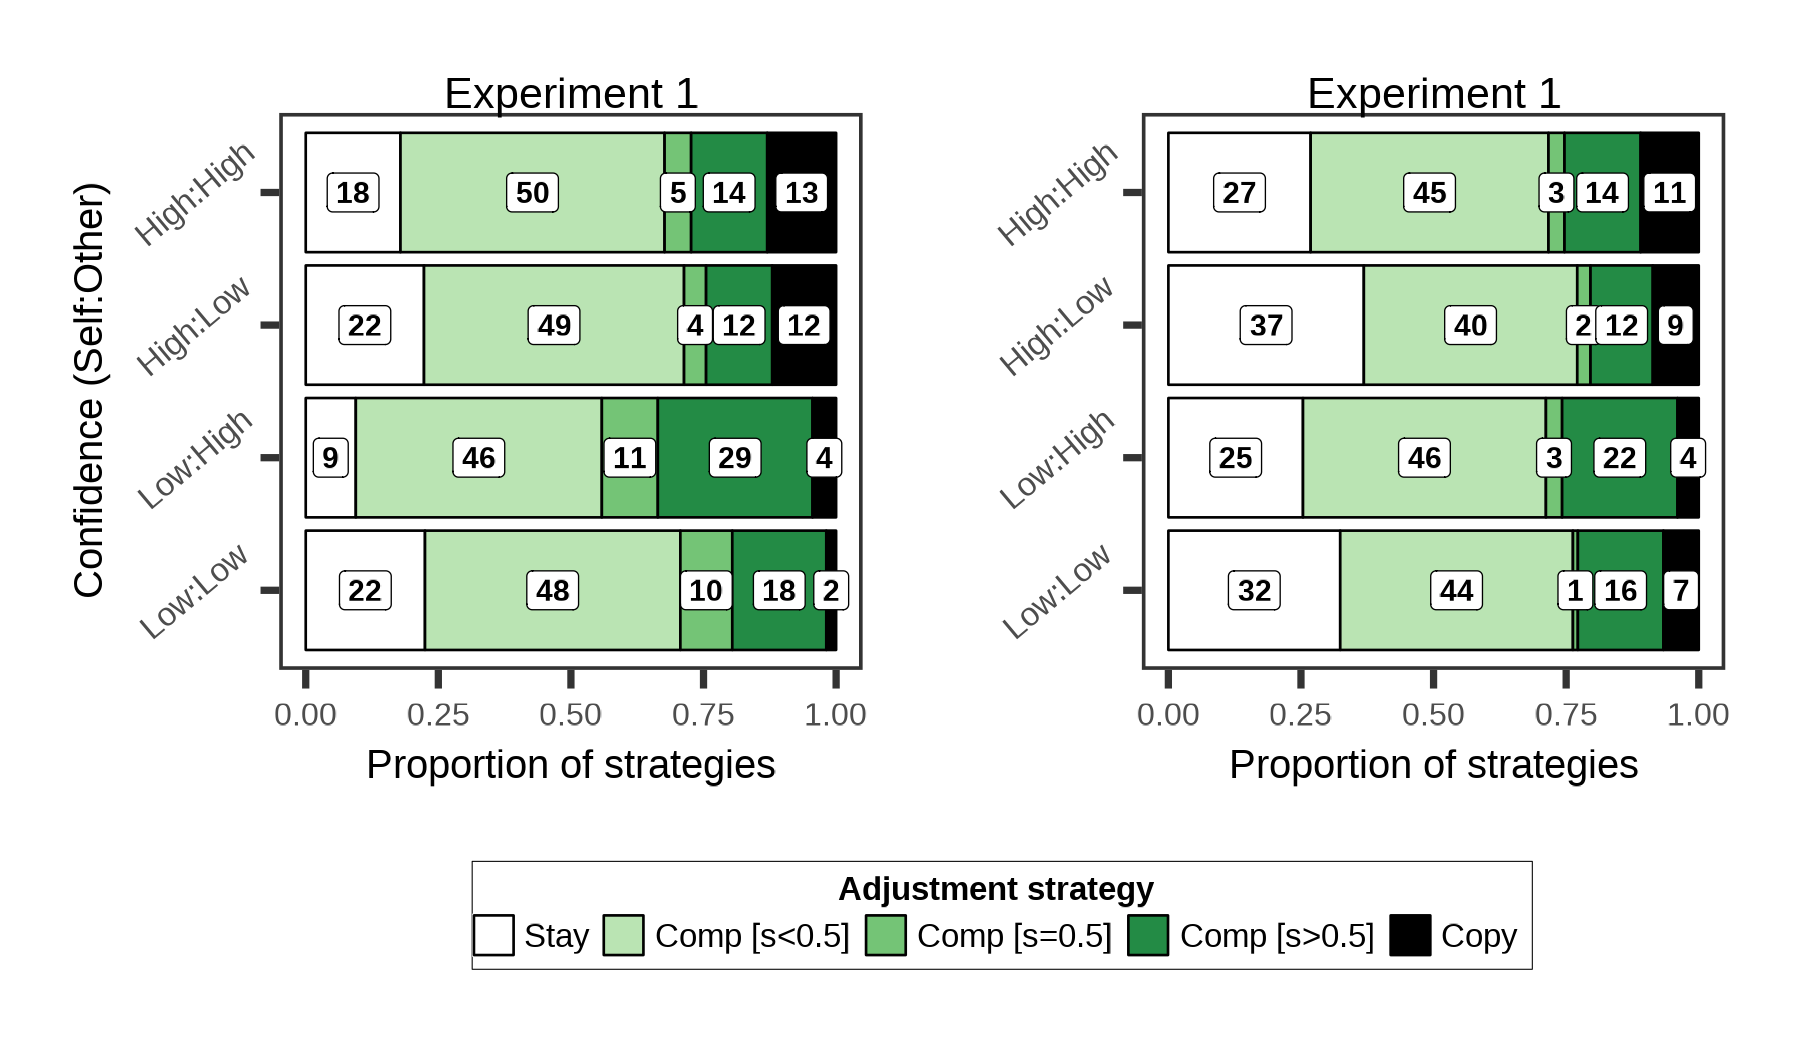 Experiment 1
Confidence (Self:Other)
High:High
18 50 5 14 13
High:Low
22 49 4 12 12
Low:High
9 46 11 29 4
Low:Low
22 48 10 18 2
0.00 0.25 0.50 0.75 1.00
Proportion of strategies
Experiment 1
High:High
27 45 3 14 11
High:Low
37 40 2 12 9
Low:High
25 46 3 22 4
Low:Low
32 44 1 16 7
0.00 0.25 0.50 0.75 1.00
Proportion of strategies
Adjustment strategy
Stay Comp [s<0.5] Comp [s=0.5] Comp [s>0.5] Copy